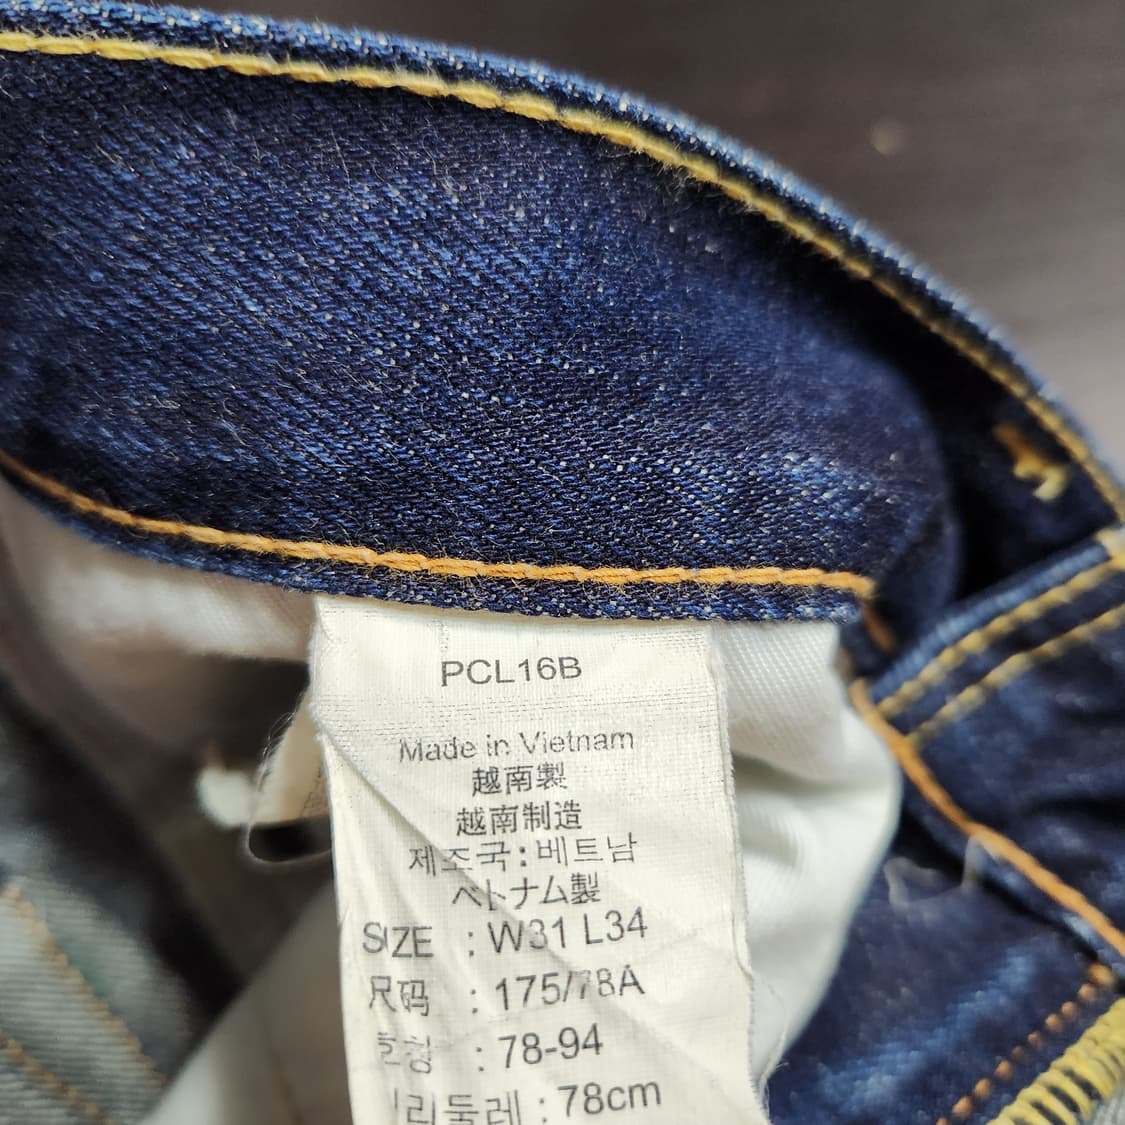 PCL16B
Made in Vietnam
越南製
越南制造
제조국:베트남
ベトナム製
SIZE : W31 L34
尺码 : 175/78A
호칭 : 78-94
리둘레 : 78cm